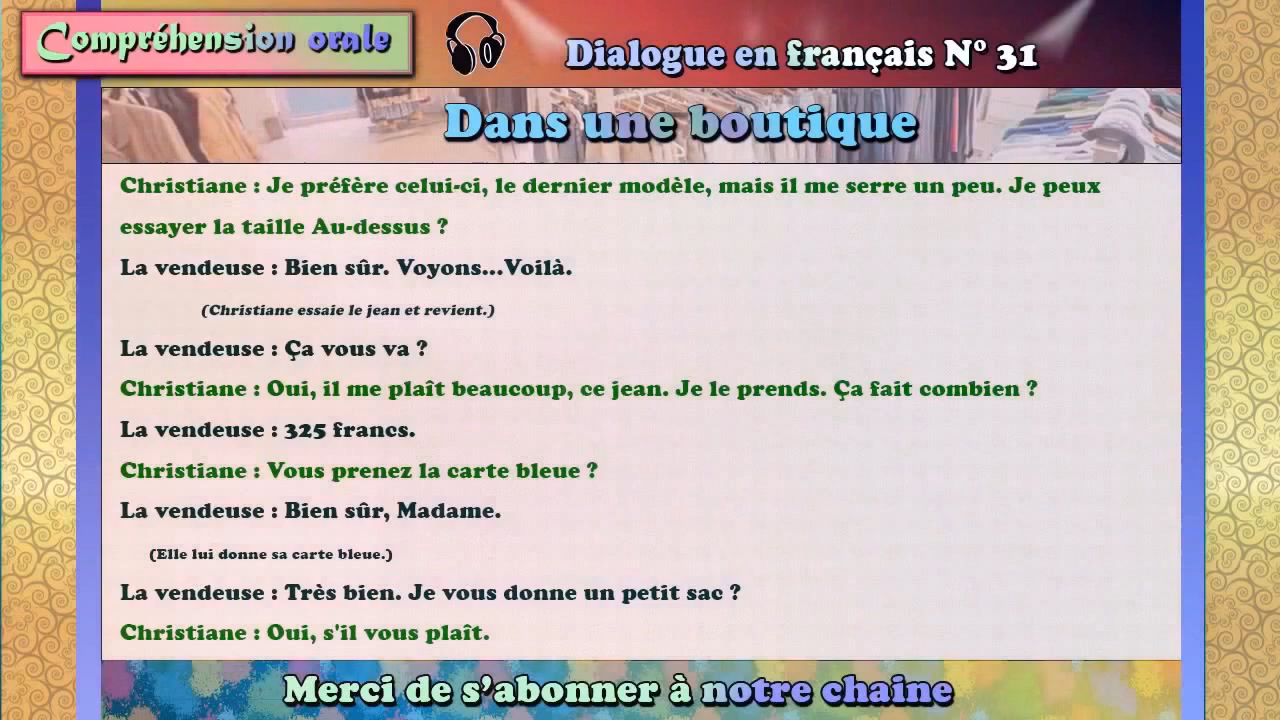 Compréhension orale
Dialogue en français N° 31
Dans une boutique
Christiane : Je préfère celui-ci, le dernier modèle, mais il me serre un peu. Je peux
essayer la taille Au-dessus ?
La vendeuse : Bien sûr. Voyons...Voilà.
(Christiane essaie le jean et revient.)
La vendeuse : Ça vous va ?
Christiane : Oui, il me plaît beaucoup, ce jean. Je le prends. Ça fait combien ?
La vendeuse : 325 francs.
Christiane : Vous prenez la carte bleue ?
La vendeuse : Bien sûr, Madame.
(Elle lui donne sa carte bleue.)
La vendeuse : Très bien. Je vous donne un petit sac ?
Christiane : Oui, s'il vous plaît.
Merci de s’abonner à notre chaine